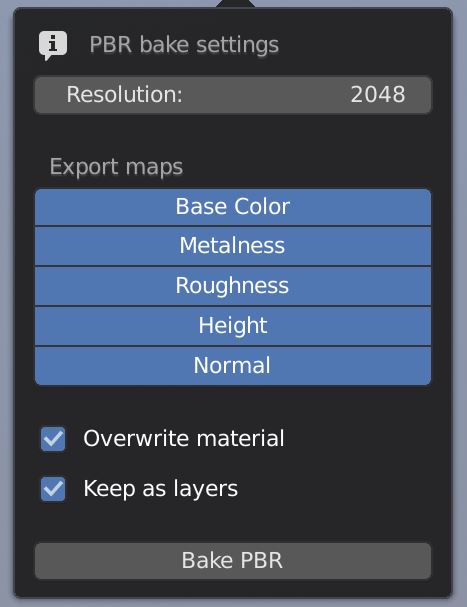 PBR bake settings
Resolution: 2048
Export maps
Base Color
Metalness
Roughness
Height
Normal
Overwrite material
Keep as layers
Bake PBR